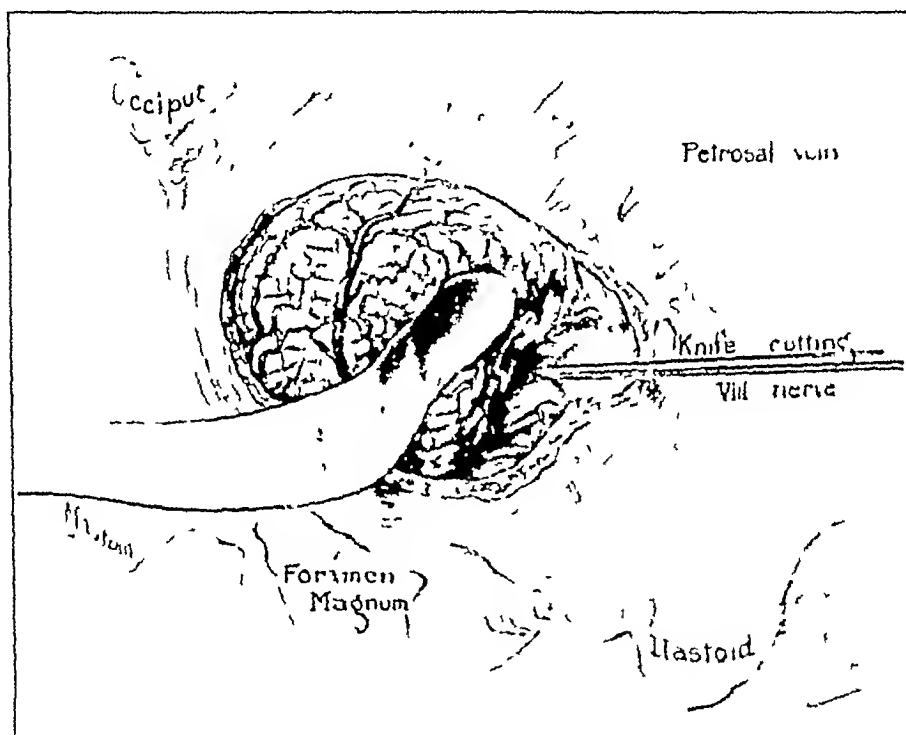 Occiput
Petrosal vein
Knife cutting
VIII nerve
Foramen
Magnum
Mastoid